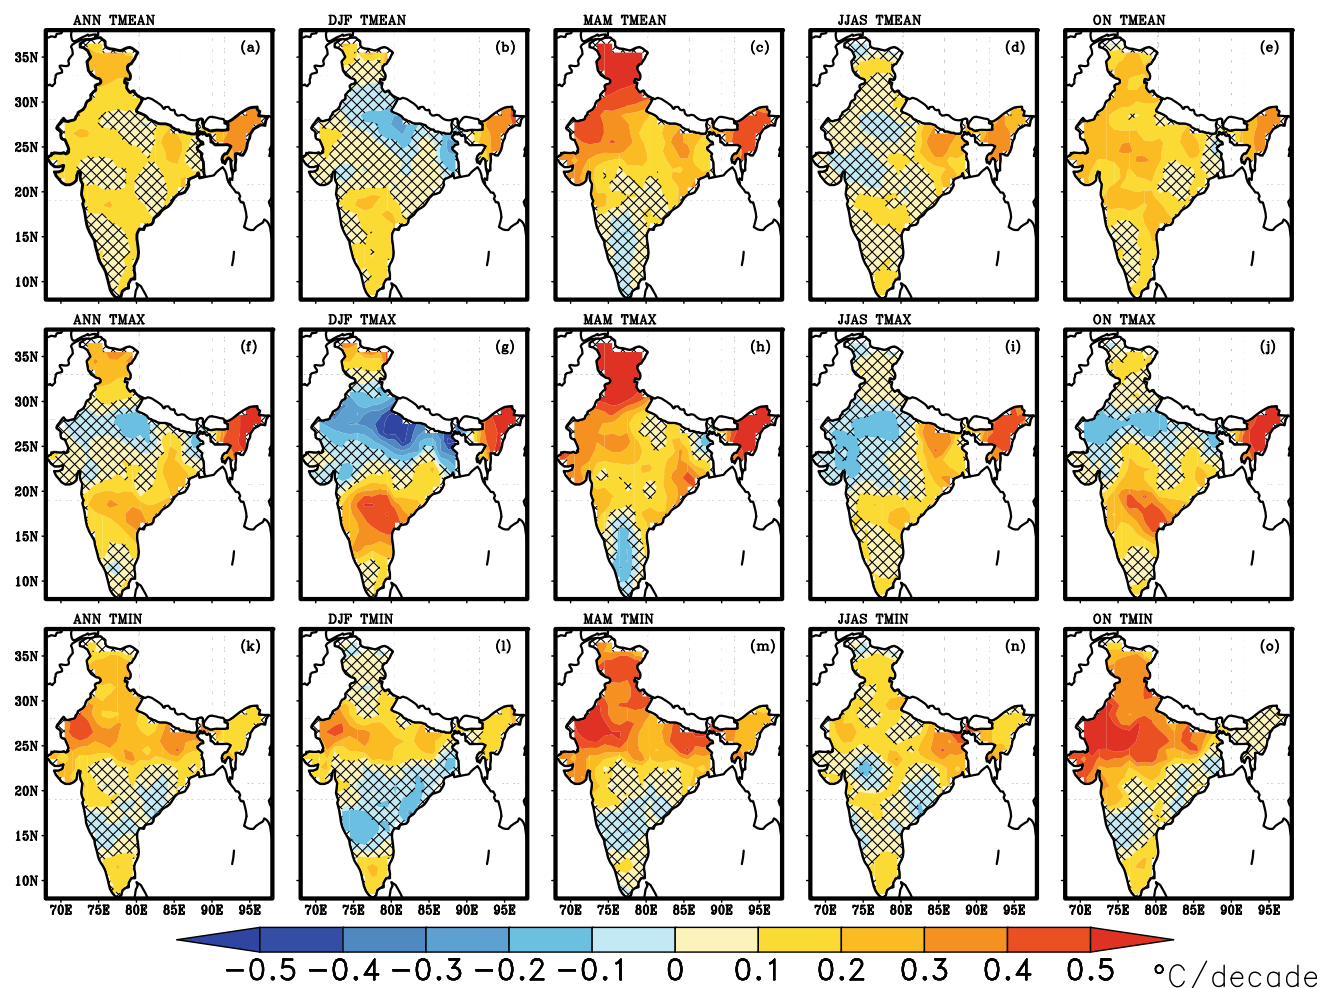 ANN TMEAN DJF TMEAN MAM TMEAN JJAS TMEAN ON TMEAN
(a) (b) (c) (d) (e)
35N
30N
25N
20N
15N
10N
ANN TMAX DJF TMAX MAM TMAX JJAS TMAX ON TMAX
(f) (g) (h) (i) (j)
35N
30N
25N
20N
15N
10N
ANN TMIN DJF TMIN MAM TMIN JJAS TMIN ON TMIN
(k) (l) (m) (n) (o)
35N
30N
25N
20N
15N
10N
70E 75E 80E 85E 90E 95E 70E 75E 80E 85E 90E 95E 70E 75E 80E 85E 90E 95E 70E 75E 80E 85E 90E 95E 70E 75E 80E 85E 90E 95E
-0.5 -0.4 -0.3 -0.2 -0.1 0 0.1 0.2 0.3 0.4 0.5 °C/decade